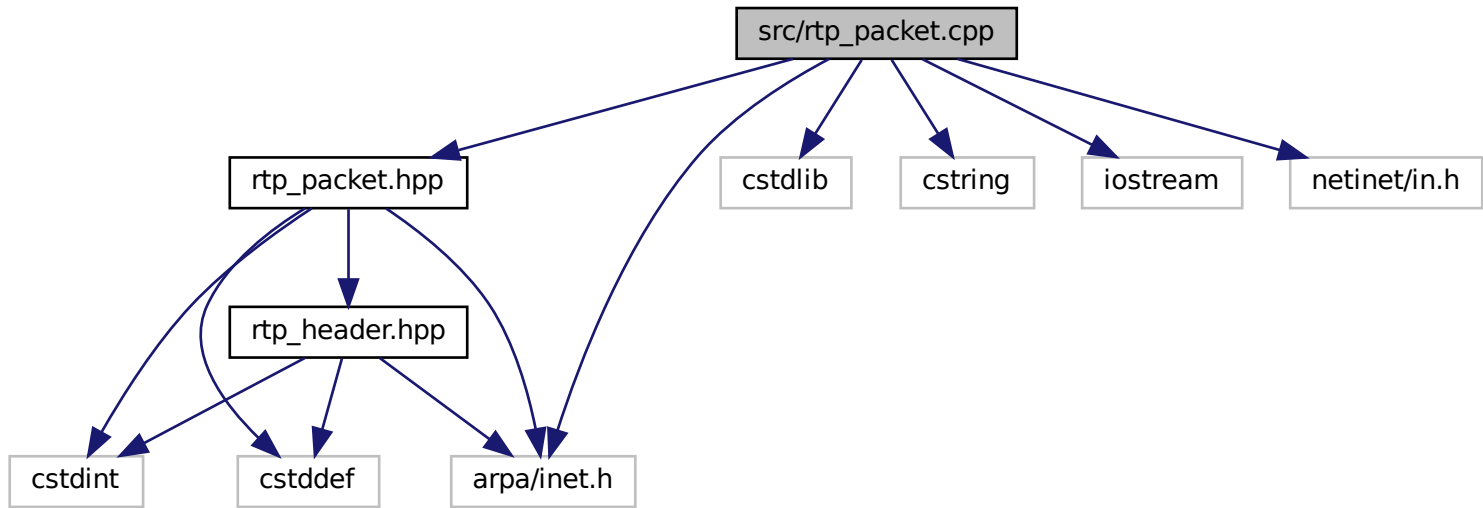 src/rtp_packet.cpp
rtp_packet.hpp
cstdlib
cstring
iostream
netinet/in.h
rtp_header.hpp
cstdint
cstddef
arpa/inet.h